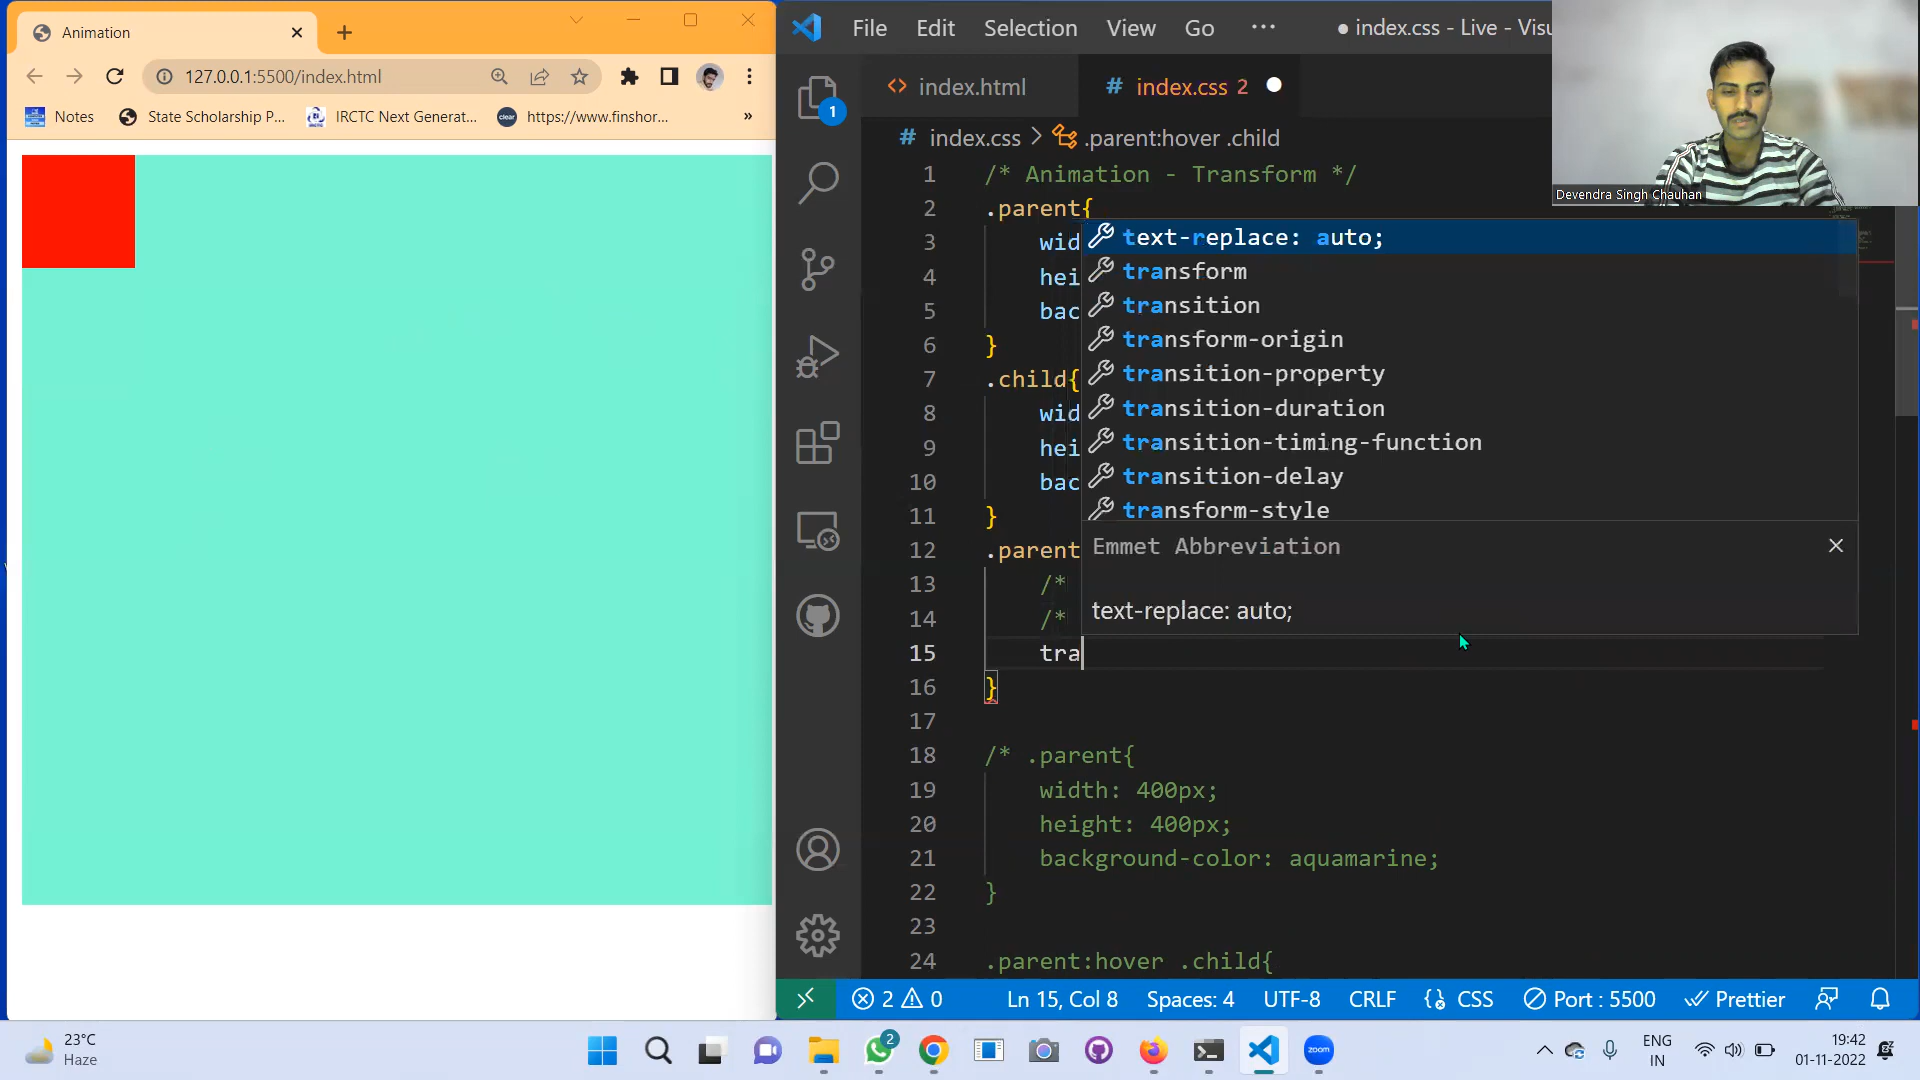 Animation
127.0.0.1:5500/index.html
Notes
State Scholarship P...
IRCTC Next Generat...
clear
https://www.finshor...
»
File Edit Selection View Go ···
● index.css - Live - Visu
Devendra Singh Chauhan
1
index.html
# index.css 2
# index.css > .parent:hover .child
1 /* Animation - Transform */
2 .parent{
3 wid
4 hei
5 bac
6 }
7 .child{
8 wid
9 hei
10 bac
11 }
12 .parent
13 /*
14 /*
15 tra
16 }
17
18 /* .parent{
19 width: 400px;
20 height: 400px;
21 background-color: aquamarine;
22 }
23
24 .parent:hover .child{
text-replace: auto;
transform
transition
transform-origin
transition-property
transition-duration
transition-timing-function
transition-delay
transform-style
Emmet Abbreviation
text-replace: auto;
2 0 Ln 15, Col 8 Spaces: 4 UTF-8 CRLF CSS Port : 5500 Prettier
23°C
Haze
2
zoom
ENG
IN
19:42
01-11-2022